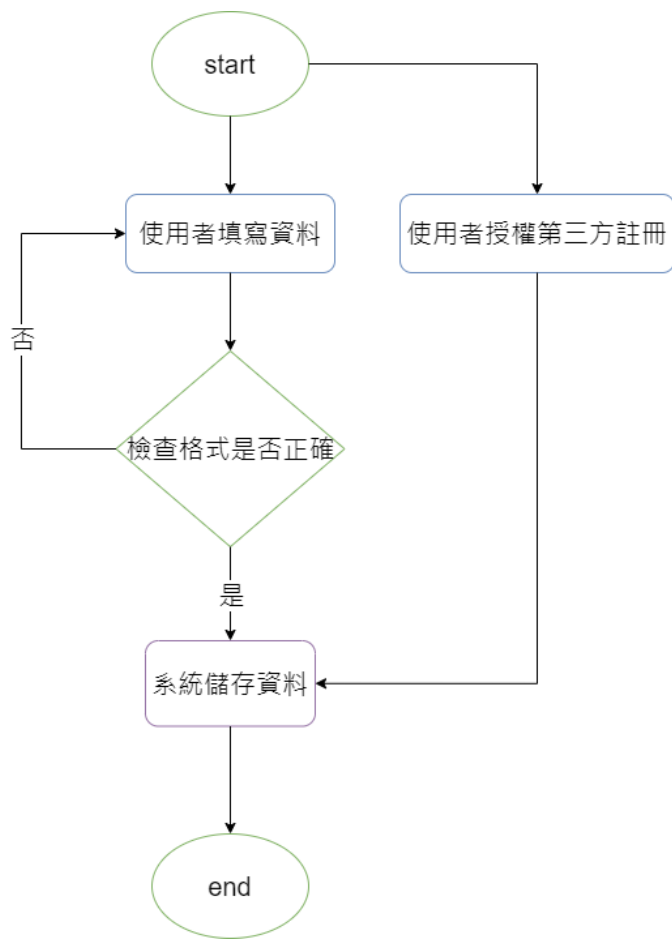 start
使用者填寫資料
使用者授權第三方註冊
否
檢查格式是否正確
是
系統儲存資料
end